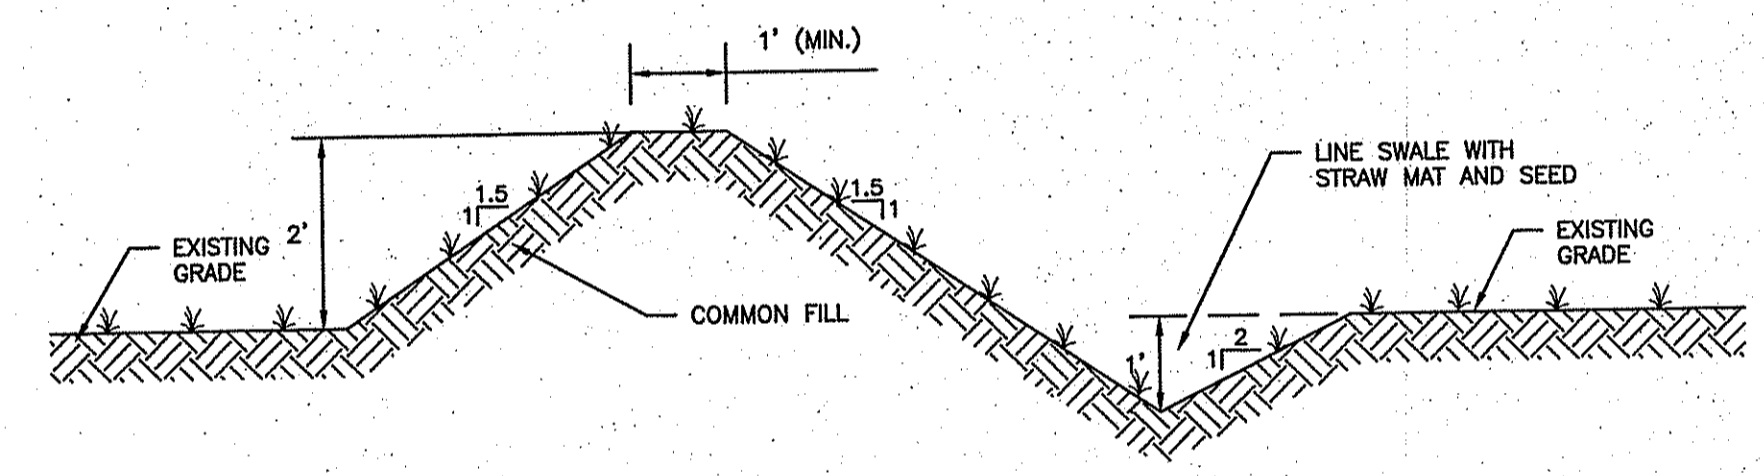 1' (MIN.)
LINE SWALE WITH
STRAW MAT AND SEED
1.5
1
1.5
1
EXISTING
GRADE
2'
EXISTING
GRADE
COMMON FILL
1'
2
1